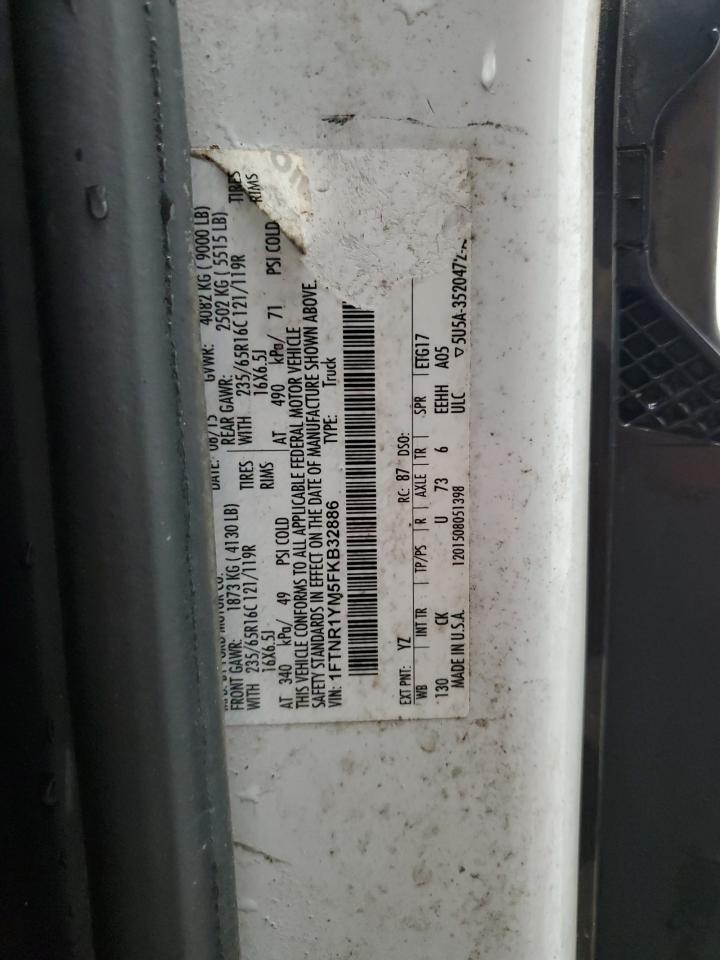 DATE: 08/15 GVWR: 4082 KG ( 9000 LB)
FRONT GAWR: 1873 KG ( 4130 LB) REAR GAWR: 2502 KG ( 5515 LB)
WITH 235/65R16C 121/119R TIRES WITH 235/65R16C 121/119R TIRES
16X6.5J RIMS 16X6.5J RIMS
AT 340 kPa/ 49 PSI COLD AT 490 kPa/ 71 PSI COLD
THIS VEHICLE CONFORMS TO ALL APPLICABLE FEDERAL MOTOR VEHICLE
SAFETY STANDARDS IN EFFECT ON THE DATE OF MANUFACTURE SHOWN ABOVE.
VIN: 1FTNR1YM5FKB32886 TYPE: Truck
EXT PNT: YZ RC: 87 DSO:
WB INT TR TP/PS R AXLE TR SPR ETG17
130 CK U 73 6 EEHH A05
MADE IN U.S.A. 1201508051398 ULC ▽5U5A-3520472-